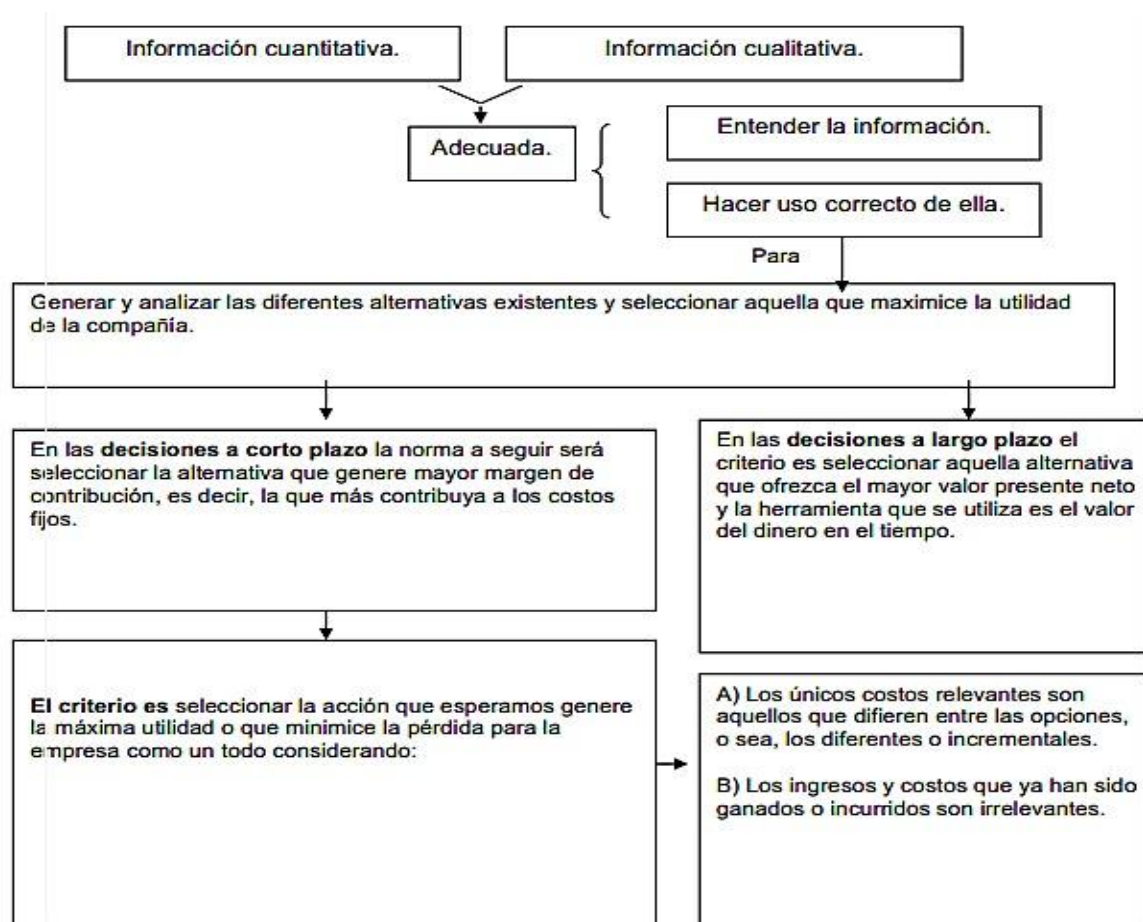 Información cuantitativa.
Información cualitativa.
Adecuada.
Entender la información.
Hacer uso correcto de ella.
Para
Generar y analizar las diferentes alternativas existentes y seleccionar aquella que maximice la utilidad
de la compañía.
En las decisiones a corto plazo la norma a seguir será
seleccionar la alternativa que genere mayor margen de
contribución, es decir, la que más contribuya a los costos
fijos.
En las decisiones a largo plazo el
criterio es seleccionar aquella alternativa
que ofrezca el mayor valor presente neto
y la herramienta que se utiliza es el valor
del dinero en el tiempo.
El criterio es seleccionar la acción que esperamos genere
la máxima utilidad o que minimice la pérdida para la
empresa como un todo considerando:
A) Los únicos costos relevantes son
aquellos que difieren entre las opciones,
o sea, los diferentes o incrementales.
B) Los ingresos y costos que ya han sido
ganados o incurridos son irrelevantes.